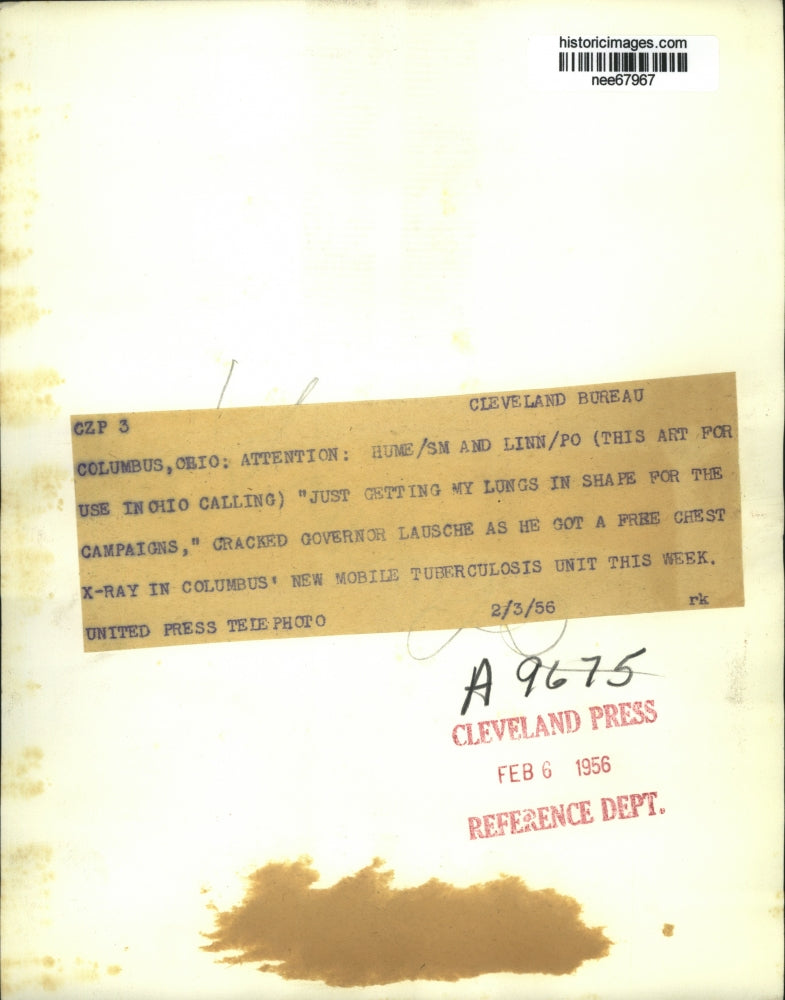 historicimages.com
nee67967
CLEVELAND BUREAU
CZP 3
COLUMBUS, OHIO: ATTENTION: HUME/SM AND LINN/PO (THIS ART FOR
USE IN OHIO CALLING) "JUST GETTING MY LUNGS IN SHAPE FOR THE
CAMPAIGNS," CRACKED GOVERNOR LAUSCHE AS HE GOT A FREE CHEST
X-RAY IN COLUMBUS' NEW MOBILE TUBERCULOSIS UNIT THIS WEEK.
UNITED PRESS TELEPHOTO 2/3/56 rk
A 9675
CLEVELAND PRESS
FEB 6 1956
REFERENCE DEPT.